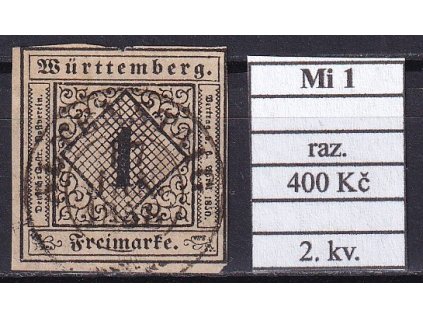 Württemberg.
1
Freimarke.
Mi 1
raz.
400 Kč
2. kv.